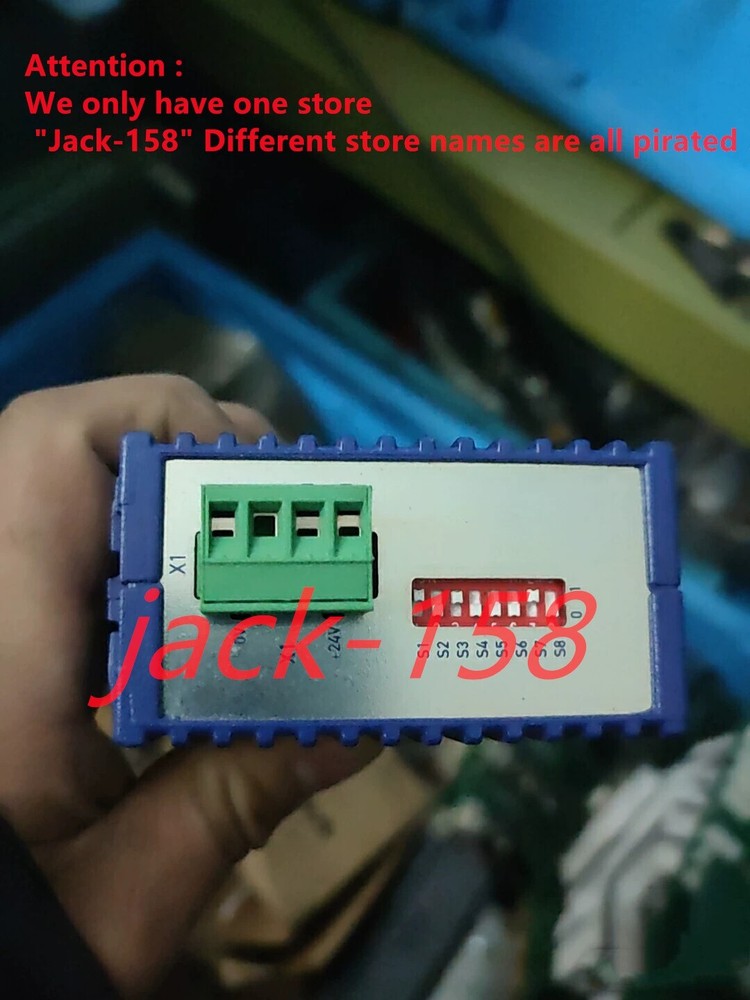 Attention :
We only have one store
"Jack-158" Different store names are all pirated
X1
jack-158
+24V
S1 S2 S3 S4 S5 S6 S7 S8
0 1